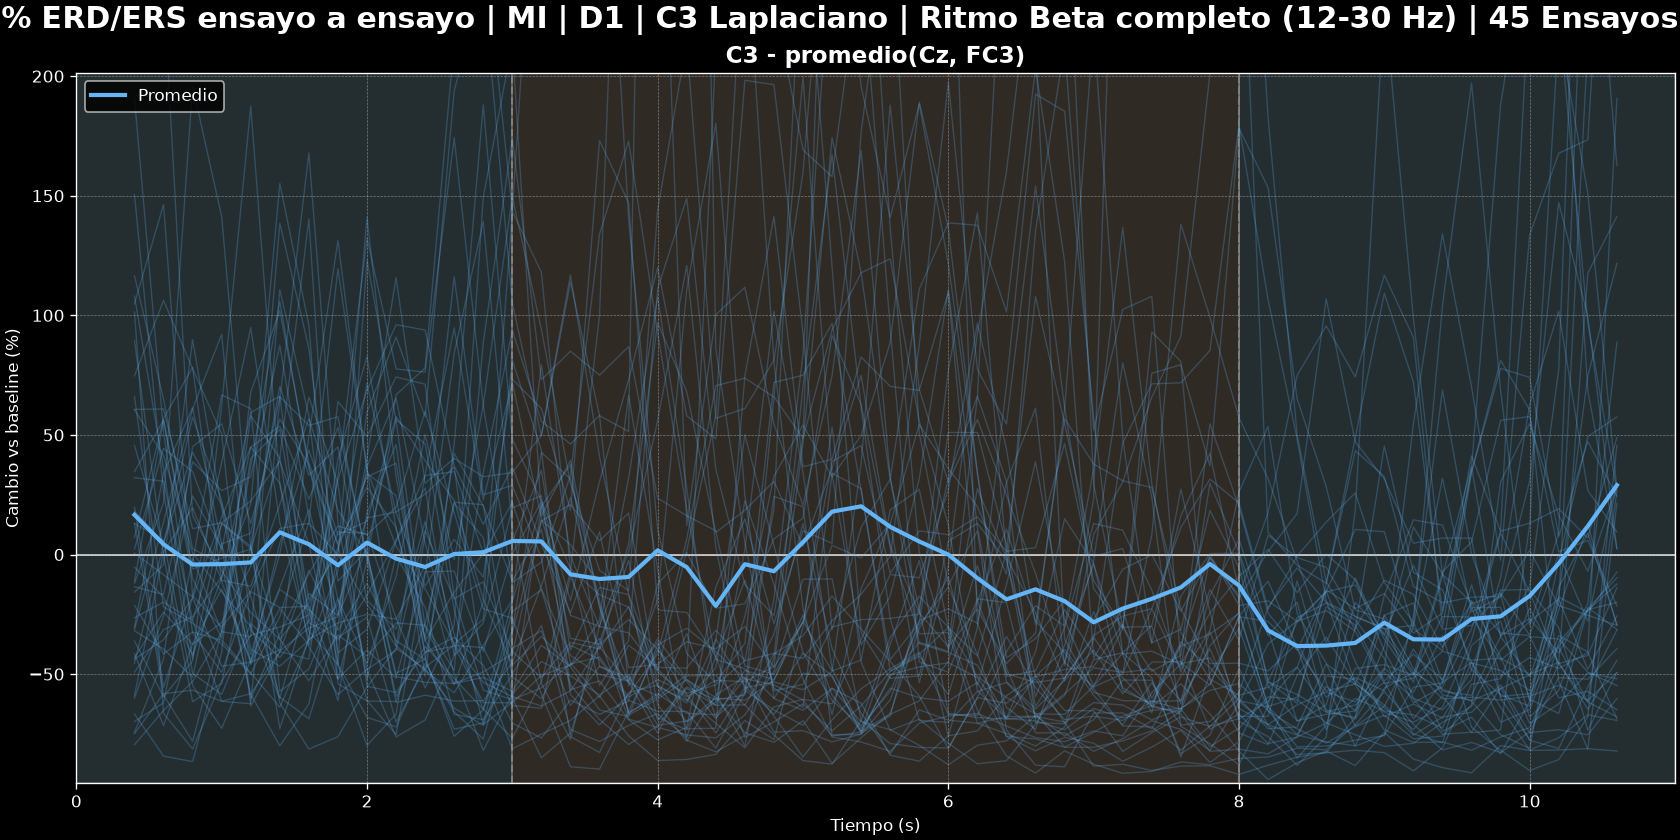 % ERD/ERS ensayo a ensayo | MI | D1 | C3 Laplaciano | Ritmo Beta completo (12-30 Hz) | 45 Ensayos
C3 - promedio(Cz, FC3)
Promedio
Cambio vs baseline (%)
200
150
100
50
0
−50
0 2 4 6 8 10
Tiempo (s)